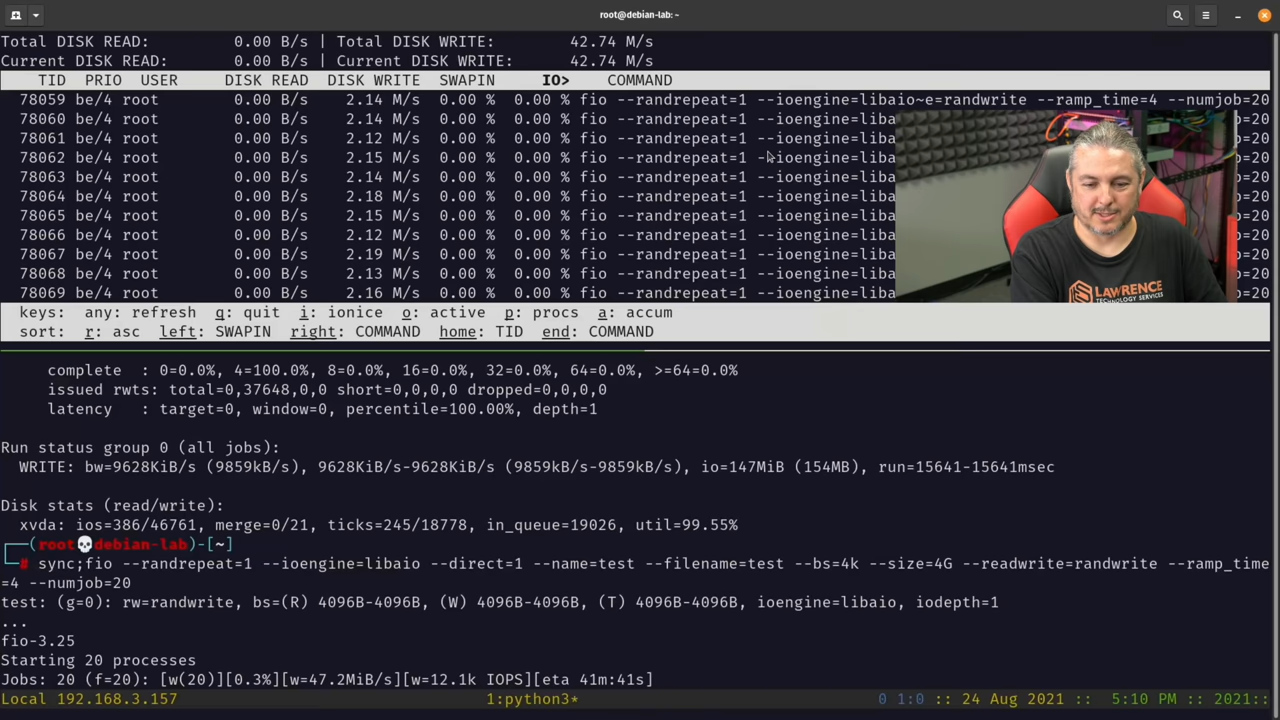 root@debian-lab: ~
Total DISK READ: 0.00 B/s | Total DISK WRITE: 42.74 M/s
Current DISK READ: 0.00 B/s | Current DISK WRITE: 42.74 M/s
TID PRIO USER DISK READ DISK WRITE SWAPIN IO> COMMAND
78059 be/4 root 0.00 B/s 2.14 M/s 0.00 % 0.00 % fio --randrepeat=1 --ioengine=libaio~e=randwrite --ramp_time=4 --numjob=20
78060 be/4 root 0.00 B/s 2.14 M/s 0.00 % 0.00 % fio --randrepeat=1 --ioengine=liba =20
78061 be/4 root 0.00 B/s 2.12 M/s 0.00 % 0.00 % fio --randrepeat=1 --ioengine=liba =20
78062 be/4 root 0.00 B/s 2.15 M/s 0.00 % 0.00 % fio --randrepeat=1 --ioengine=liba =20
78063 be/4 root 0.00 B/s 2.14 M/s 0.00 % 0.00 % fio --randrepeat=1 --ioengine=liba =20
78064 be/4 root 0.00 B/s 2.18 M/s 0.00 % 0.00 % fio --randrepeat=1 --ioengine=liba =20
78065 be/4 root 0.00 B/s 2.15 M/s 0.00 % 0.00 % fio --randrepeat=1 --ioengine=liba =20
78066 be/4 root 0.00 B/s 2.12 M/s 0.00 % 0.00 % fio --randrepeat=1 --ioengine=liba =20
78067 be/4 root 0.00 B/s 2.19 M/s 0.00 % 0.00 % fio --randrepeat=1 --ioengine=liba =20
78068 be/4 root 0.00 B/s 2.13 M/s 0.00 % 0.00 % fio --randrepeat=1 --ioengine=liba =20
78069 be/4 root 0.00 B/s 2.16 M/s 0.00 % 0.00 % fio --randrepeat=1 --ioengine=liba =20
LAWRENCE
TECHNOLOGY SERVICES
keys: any: refresh q: quit i: ionice o: active p: procs a: accum
sort: r: asc left: SWAPIN right: COMMAND home: TID end: COMMAND
complete : 0=0.0%, 4=100.0%, 8=0.0%, 16=0.0%, 32=0.0%, 64=0.0%, >=64=0.0%
issued rwts: total=0,37648,0,0 short=0,0,0,0 dropped=0,0,0,0
latency : target=0, window=0, percentile=100.00%, depth=1
Run status group 0 (all jobs):
WRITE: bw=9628KiB/s (9859kB/s), 9628KiB/s-9628KiB/s (9859kB/s-9859kB/s), io=147MiB (154MB), run=15641-15641msec
Disk stats (read/write):
xvda: ios=386/46761, merge=0/21, ticks=245/18778, in_queue=19026, util=99.55%
┌──(root💀debian-lab)-[~]
└─# sync;fio --randrepeat=1 --ioengine=libaio --direct=1 --name=test --filename=test --bs=4k --size=4G --readwrite=randwrite --ramp_time
=4 --numjob=20
test: (g=0): rw=randwrite, bs=(R) 4096B-4096B, (W) 4096B-4096B, (T) 4096B-4096B, ioengine=libaio, iodepth=1
...
fio-3.25
Starting 20 processes
Jobs: 20 (f=20): [w(20)][0.3%][w=47.2MiB/s][w=12.1k IOPS][eta 41m:41s]
Local 192.168.3.157 1:python3* 0 1:0 :: 24 Aug 2021 :: 5:10 PM :: 2021::